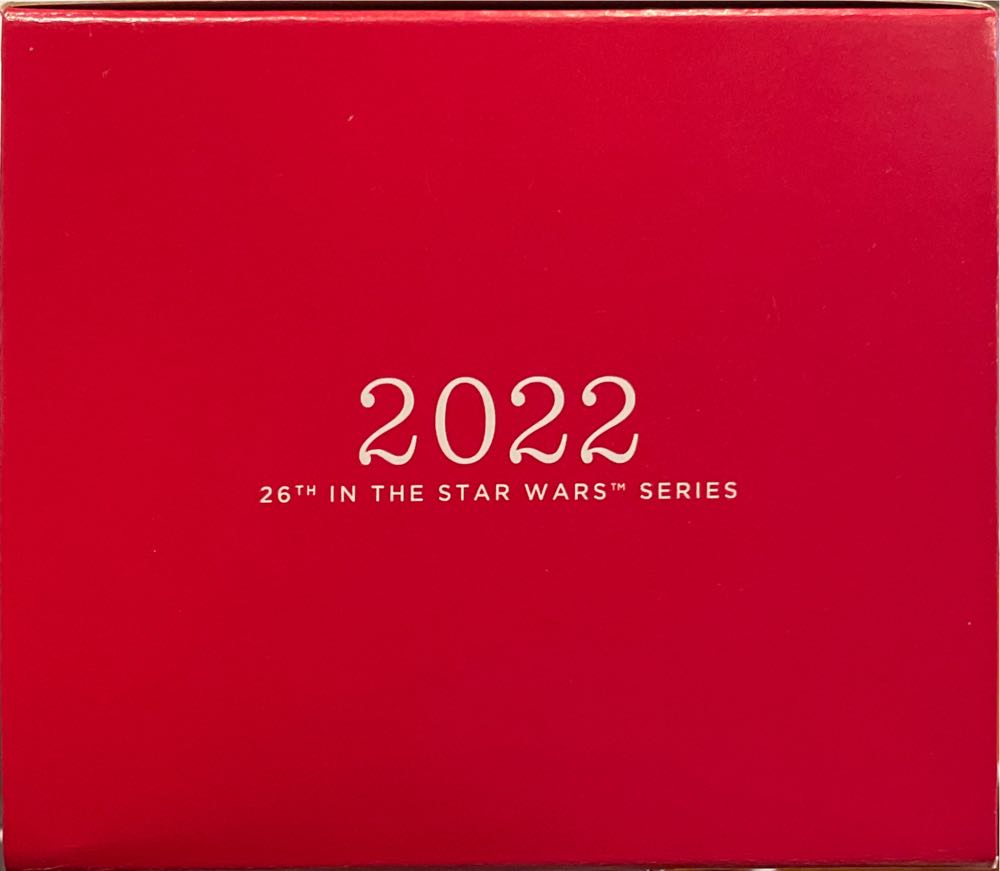 2022
26TH IN THE STAR WARS™ SERIES